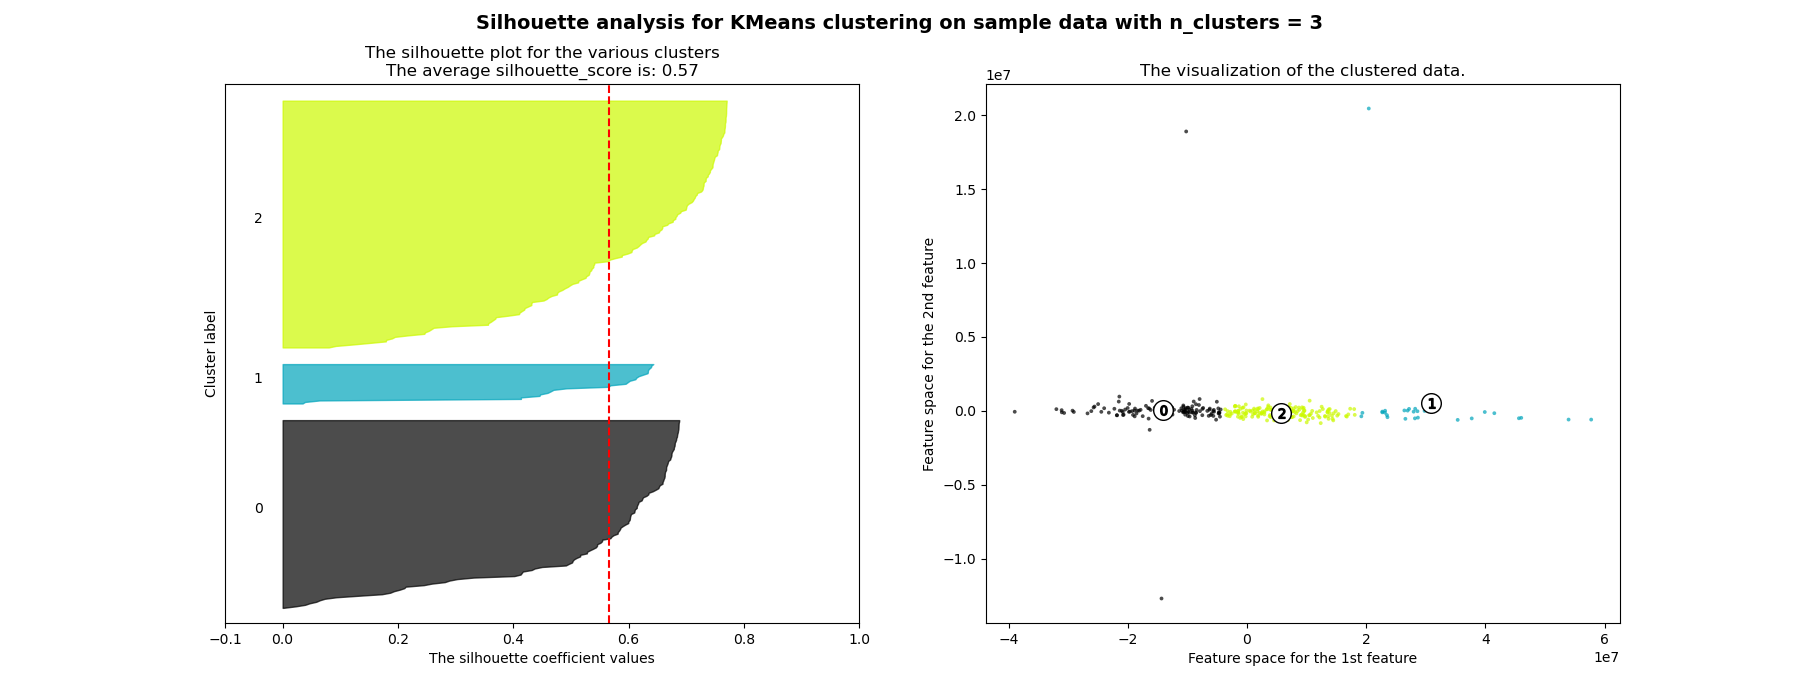 Silhouette analysis for KMeans clustering on sample data with n_clusters = 3
The silhouette plot for the various clusters
The average silhouette_score is: 0.57
2
1
0
Cluster label
−0.1 0.0 0.2 0.4 0.6 0.8 1.0
The silhouette coefficient values
The visualization of the clustered data.
1e7
2.0
1.5
1.0
0.5
0.0
−0.5
−1.0
Feature space for the 2nd feature
0 2 1
−4 −2 0 2 4 6
1e7
Feature space for the 1st feature